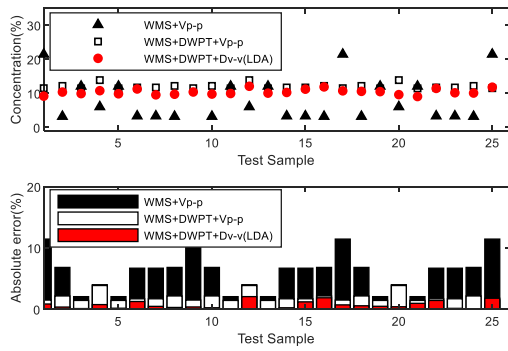 Concentration(%)
30
20
10
0
WMS+Vp-p
WMS+DWPT+Vp-p
WMS+DWPT+Dv-v(LDA)
5
10
15
20
25
Test Sample
Absolute error(%)
20
10
0
WMS+Vp-p
WMS+DWPT+Vp-p
WMS+DWPT+Dv-v(LDA)
5
10
15
20
25
Test Sample